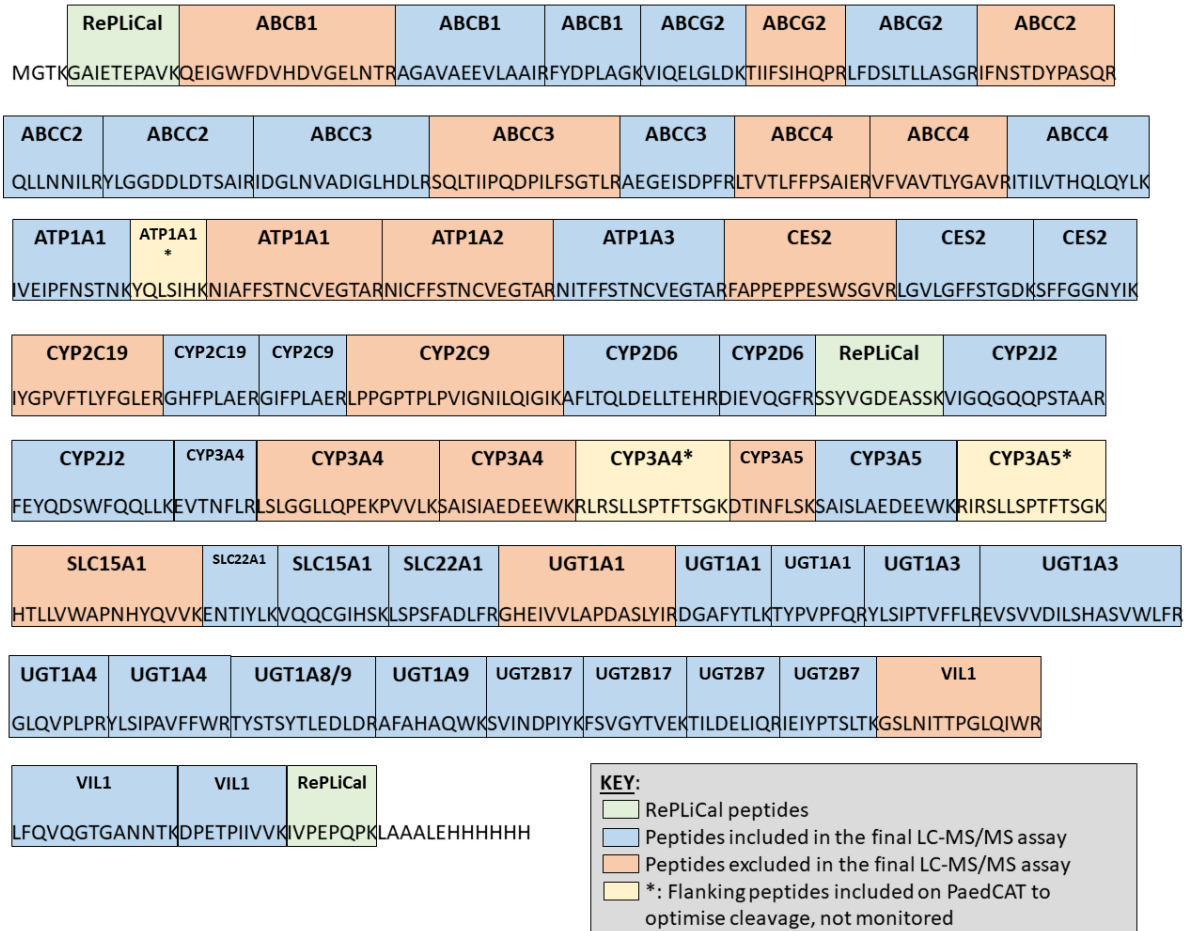 RePLiCal ABCB1 ABCB1 ABCB1 ABCG2 ABCG2 ABCG2 ABCC2
MGTKGAIETEPAVKQEIGWFDVHDVGELNTRAGAVAEEVLAAIRFYDPLAGKVIQELGLDKTIIFSIHQPRLFDSLTLLASGRIFNSTDYPASQR
ABCC2 ABCC2 ABCC3 ABCC3 ABCC3 ABCC4 ABCC4 ABCC4
QLLNNILRYLGGDDLDTSAIRIDGLNVADIGLHDLRSQLTIIPQDPILFSGTLRAEGEISDPFRLTVTLFFPSAIERVFVAVTLYGAVRITILVTHQLQYLK
ATP1A1 ATP1A1 * ATP1A1 ATP1A2 ATP1A3 CES2 CES2 CES2
IVEIPFNSTNKYQLSIHKNIAFFSTNCVEGTARNICFFSTNCVEGTARNITFFSTNCVEGTARFAPPEPPESWSGVRLGVLGFFSTGDKSFFGGNYIK
CYP2C19 CYP2C19 CYP2C9 CYP2C9 CYP2D6 CYP2D6 RePLiCal CYP2J2
IYGPVFTLYFGLERGHFPLAERGIFPLAERLPPGPTPLPVIGNILQIGIKAFLTQLDELLTEHRDIEVQGFRSSYVGDEASSKVIGQGQQPSTAAR
CYP2J2 CYP3A4 CYP3A4 CYP3A4 CYP3A4* CYP3A5 CYP3A5 CYP3A5*
FEYQDSWFQQLLKEVTNFLRLSLGGLLQPEKPVVLKSAISIAEDEEWKRLRSLLSPTFTSGKDTINFLSKSAISLAEDEEWKRIRSLLSPTFTSGK
SLC15A1 SLC22A1 SLC15A1 SLC22A1 UGT1A1 UGT1A1 UGT1A1 UGT1A3 UGT1A3
HTLLVWAPNHYQVVKENTIYLKVQQCGIHSKLSPSFADLFRGHEIVVLAPDASLYIRDGAFYTLKTYPVPFQRYLSIPTVFFLREVSVVDILSHASVWLFR
UGT1A4 UGT1A4 UGT1A8/9 UGT1A9 UGT2B17 UGT2B17 UGT2B7 UGT2B7 VIL1
GLQVPLPRYLSIPAVFFWRTYSTSYTLEDLDRAFAHAQWKSVINDPIYKFSVGYTVEKTILDELIQRIEIYPTSLTKGSLNITTPGLQIWR
VIL1 VIL1 RePLiCal
LFQVQGTGANNTKDPETPIIVVKIVPEPQPKLAAALEHHHHHH
KEY:
RePLiCal peptides
Peptides included in the final LC-MS/MS assay
Peptides excluded in the final LC-MS/MS assay
*: Flanking peptides included on PaedCAT to
optimise cleavage, not monitored